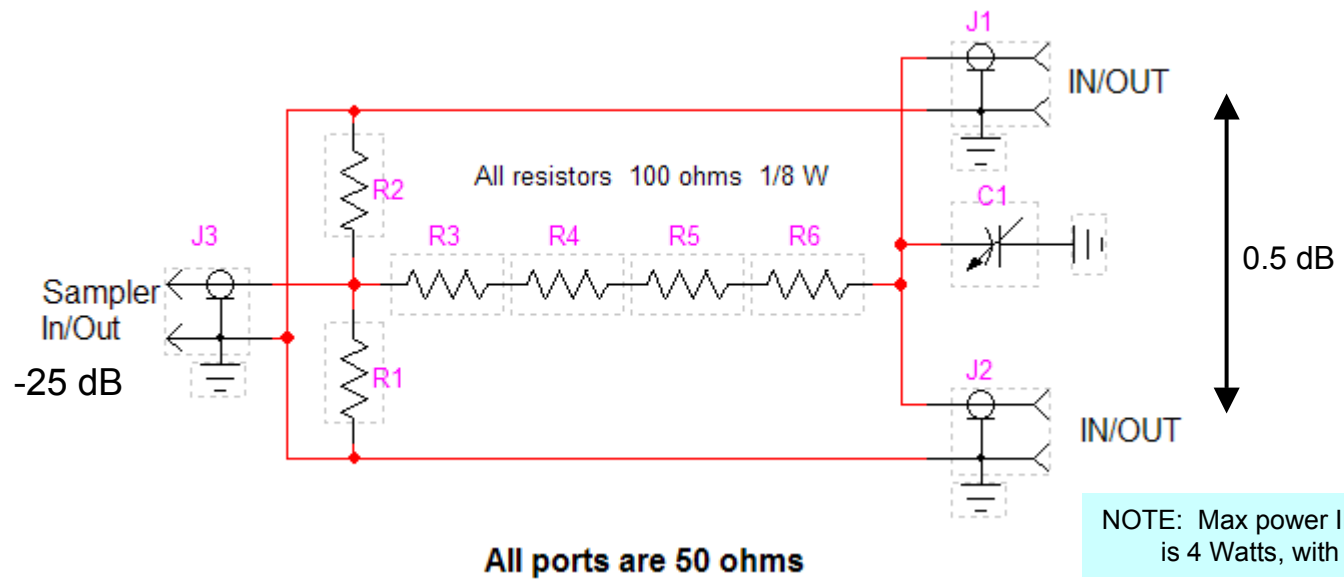 J1
IN/OUT
R2
All resistors 100 ohms 1/8 W
C1
J3
R3 R4 R5 R6
0.5 dB
Sampler
In/Out
-25 dB
R1
J2
IN/OUT
NOTE: Max power I
is 4 Watts, with
All ports are 50 ohms